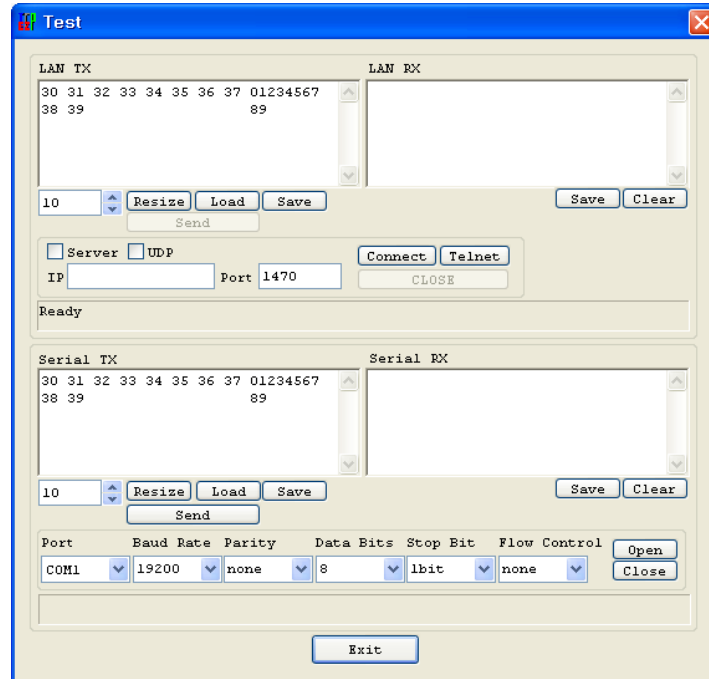 Test
LAN TX LAN RX
30 31 32 33 34 35 36 37 01234567
38 39 89
10 Resize Load Save Save Clear
Send
Server UDP Connect Telnet
IP Port 1470 CLOSE
Ready
Serial TX Serial RX
30 31 32 33 34 35 36 37 01234567
38 39 89
10 Resize Load Save Save Clear
Send
Port Baud Rate Parity Data Bits Stop Bit Flow Control Open
COM1 19200 none 8 1bit none Close
Exit